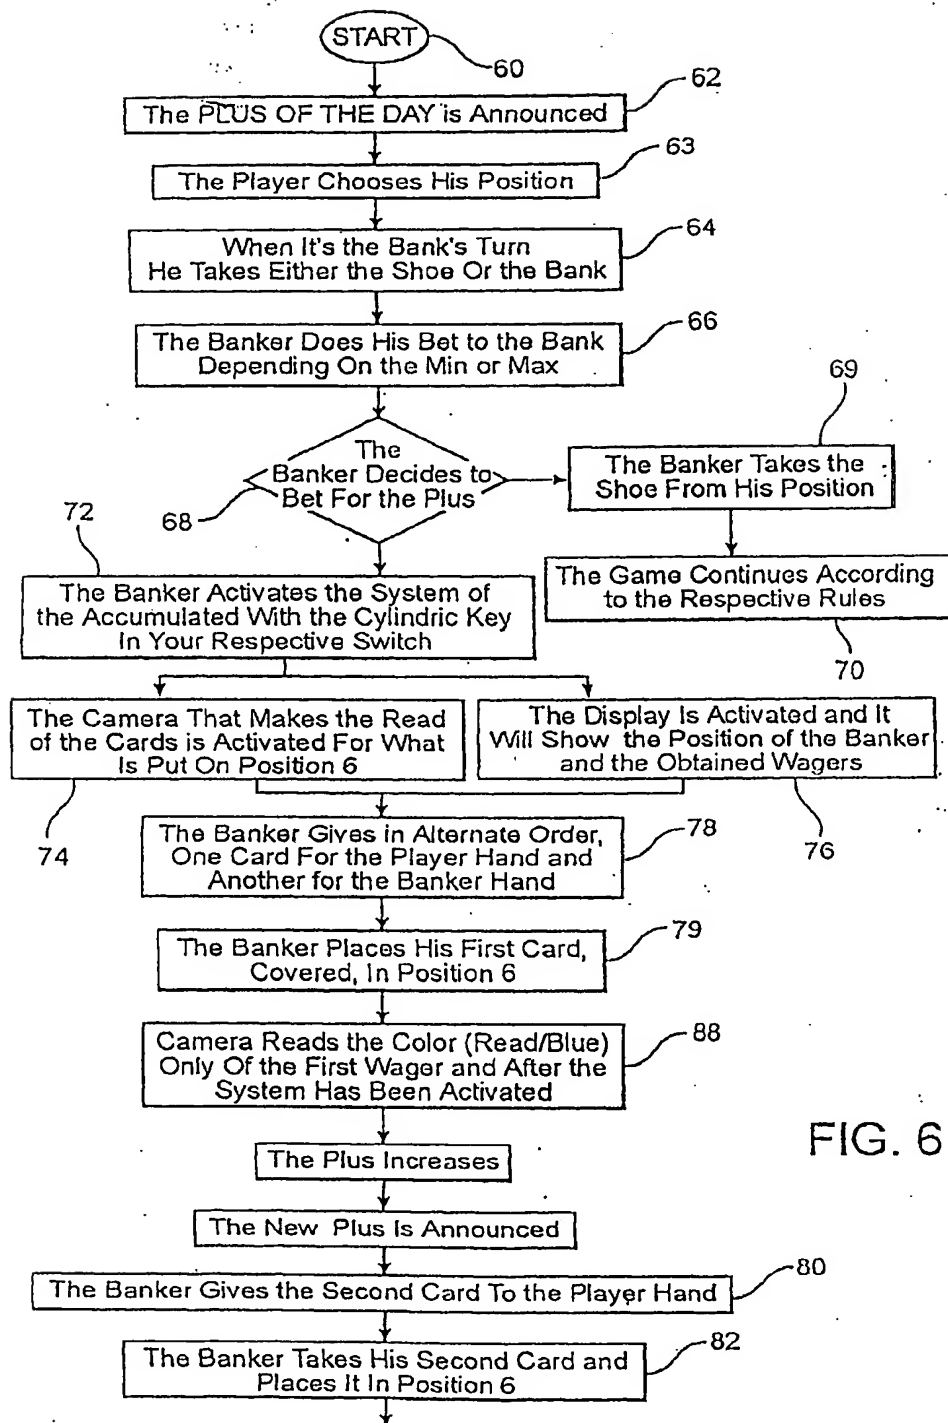 START
60
The PLUS OF THE DAY is Announced
62
The Player Chooses His Position
63
When It's the Bank's Turn
He Takes Either the Shoe Or the Bank
64
The Banker Does His Bet to the Bank
Depending On the Min or Max
66
The
Banker Decides to
Bet For the Plus
68
69
The Banker Takes the
Shoe From His Position
The Game Continues According
to the Respective Rules
70
72
The Banker Activates the System of
the Accumulated With the Cylindric Key
In Your Respective Switch
The Camera That Makes the Read
of the Cards is Activated For What
Is Put On Position 6
74
The Display Is Activated and It
Will Show the Position of the Banker
and the Obtained Wagers
76
The Banker Gives in Alternate Order,
One Card For the Player Hand and
Another for the Banker Hand
78
The Banker Places His First Card,
Covered, In Position 6
79
Camera Reads the Color (Read/Blue)
Only Of the First Wager and After the
System Has Been Activated
88
FIG. 6
The Plus Increases
The New Plus Is Announced
The Banker Gives the Second Card To the Player Hand
80
The Banker Takes His Second Card and
Places It In Position 6
82